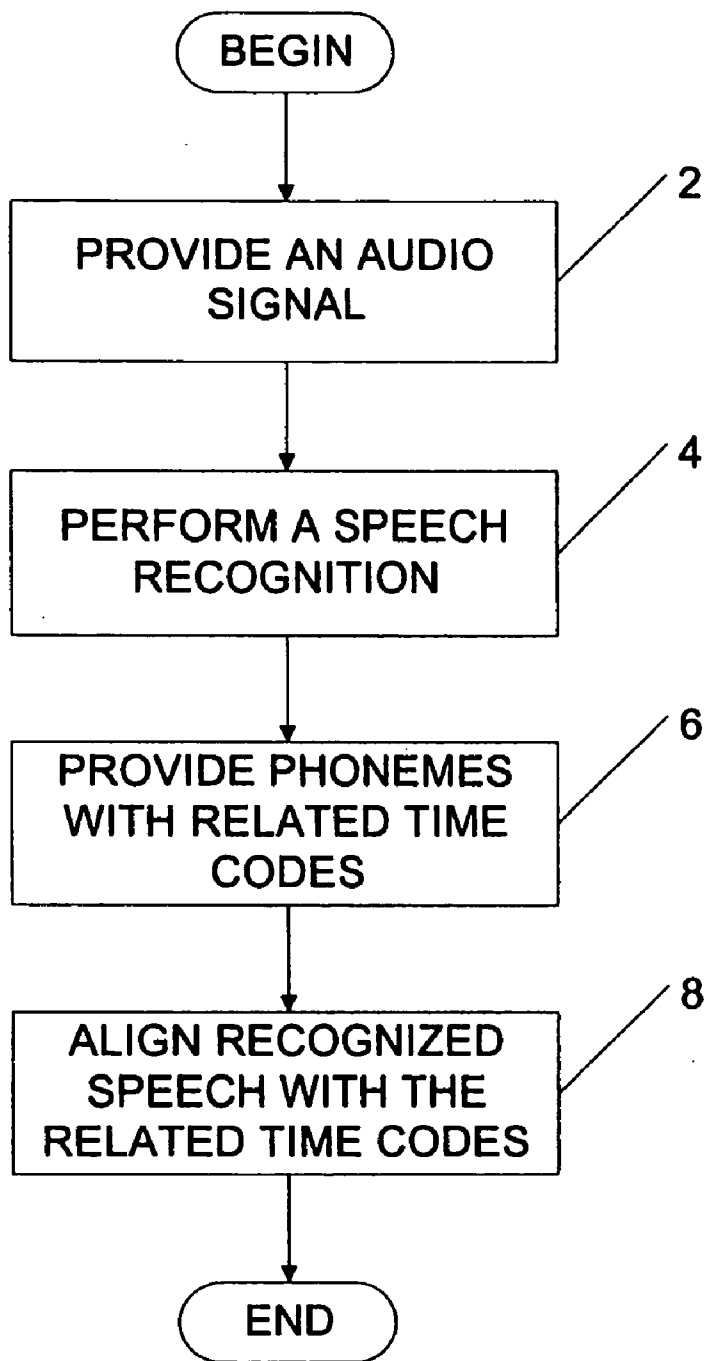 BEGIN
2
PROVIDE AN AUDIO
SIGNAL
4
PERFORM A SPEECH
RECOGNITION
6
PROVIDE PHONEMES
WITH RELATED TIME
CODES
8
ALIGN RECOGNIZED
SPEECH WITH THE
RELATED TIME CODES
END